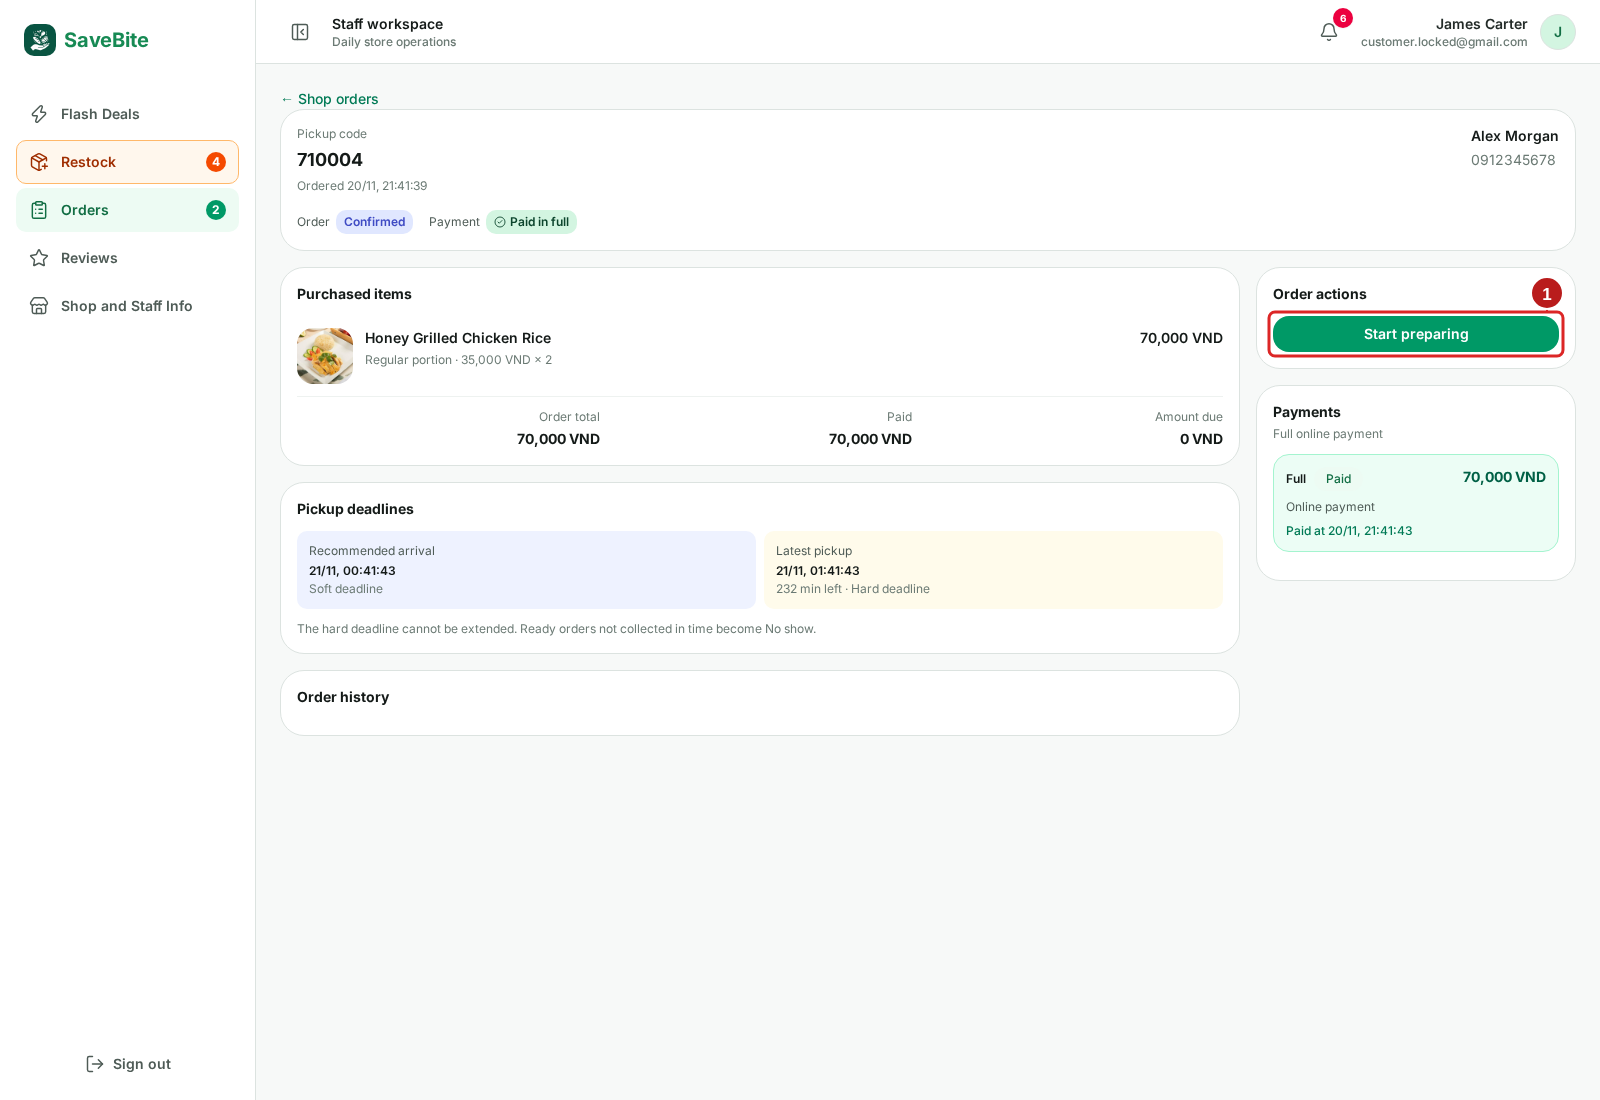 SaveBite
Flash Deals
Restock
4
Orders
2
Reviews
Shop and Staff Info
Sign out
Staff workspace
Daily store operations
6
James Carter
customer.locked@gmail.com
J
← Shop orders
Pickup code
710004
Ordered 20/11, 21:41:39
Order Confirmed Payment Paid in full
Alex Morgan
0912345678
Purchased items
Honey Grilled Chicken Rice 70,000 VND
Regular portion · 35,000 VND × 2
Order total Paid Amount due
70,000 VND 70,000 VND 0 VND
Pickup deadlines
Recommended arrival
21/11, 00:41:43
Soft deadline
Latest pickup
21/11, 01:41:43
232 min left · Hard deadline
The hard deadline cannot be extended. Ready orders not collected in time become No show.
Order history
Order actions
1
Start preparing
Payments
Full online payment
Full Paid 70,000 VND
Online payment
Paid at 20/11, 21:41:43